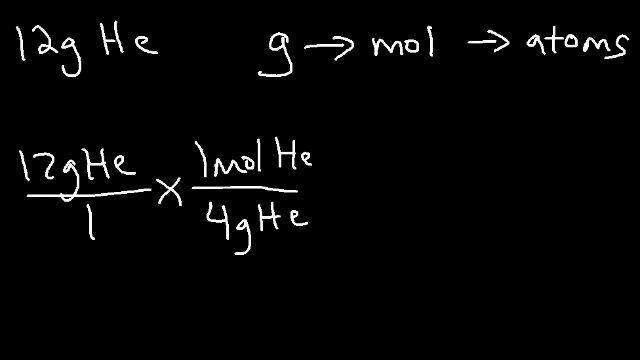 12g He g → mol → atoms
12gHe/1 × 1mol He/4gHe